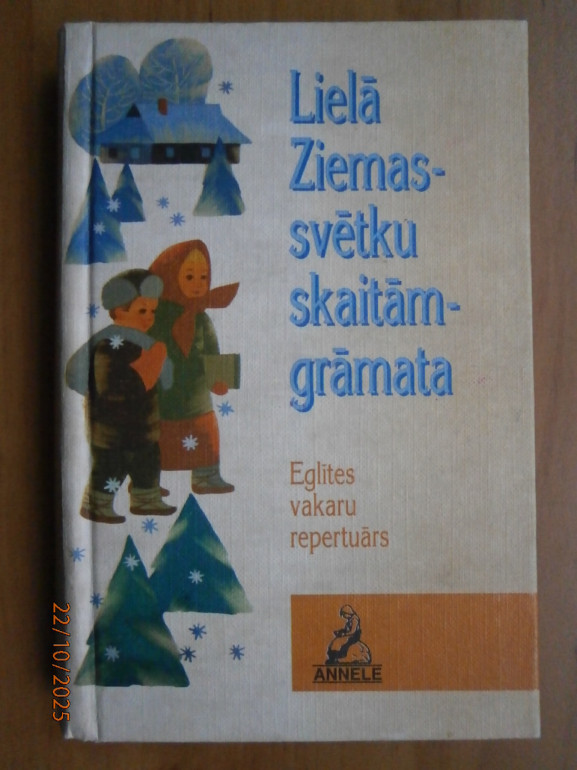 Lielā
Ziemas-
svētku
skaitām-
grāmata
Eglītes
vakaru
repertuārs
ANNELE
22/10/2025